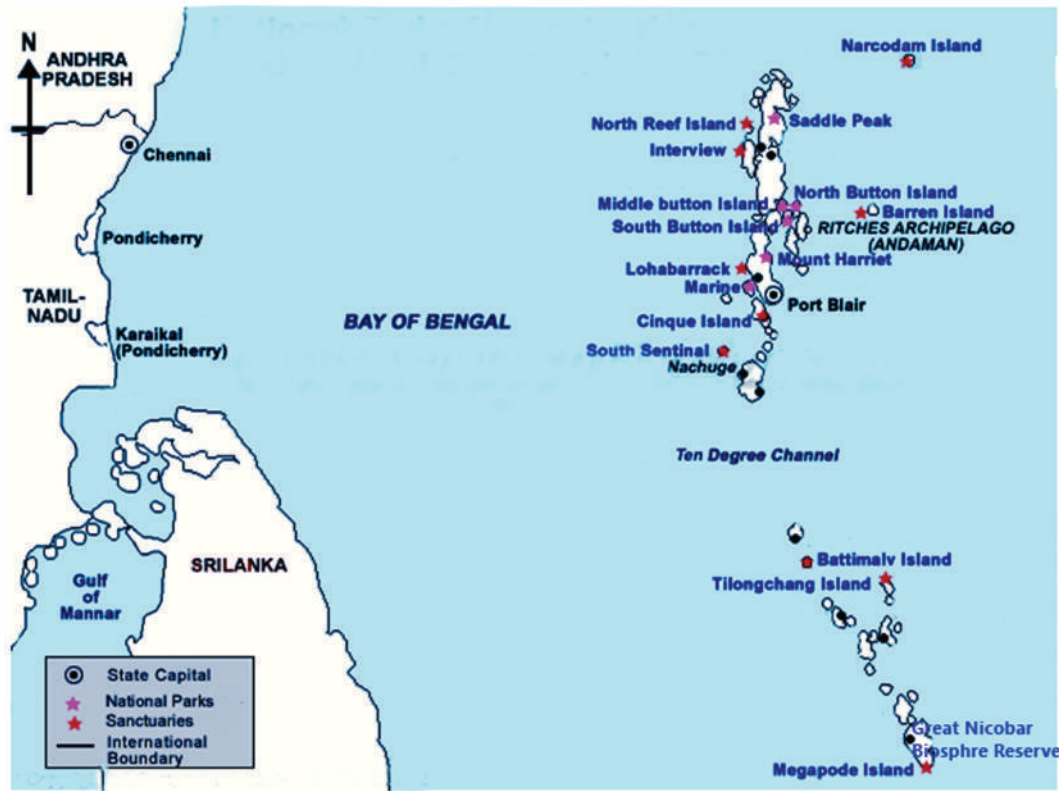 N
ANDHRA
PRADESH
Chennai
Pondicherry
TAMIL-
NADU
Karaikal
(Pondicherry)
BAY OF BENGAL
Narcodam Island
North Reef Island
Saddle Peak
Interview
North Button Island
Middle button Island
Barren Island
South Button Island
RITCHES ARCHIPELAGO
(ANDAMAN)
Mount Harriet
Lohabarrack
Marine
Port Blair
Cinque Island
South Sentinal
Nachuge
Ten Degree Channel
SRILANKA
Gulf
of
Mannar
Battimalv Island
Tilongchang Island
Great Nicobar
Biosphre Reserve
Megapode Island
State Capital
National Parks
Sanctuaries
International
Boundary